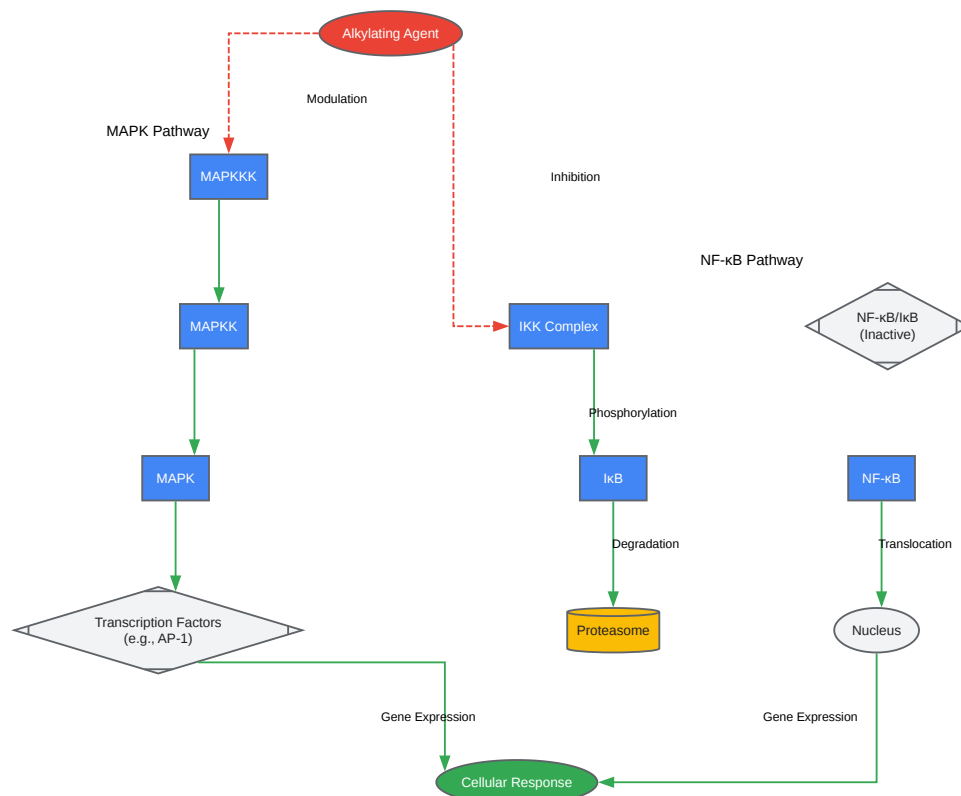 Alkylating Agent
Modulation
MAPK Pathway
MAPKKK
Inhibition
NF-κB Pathway
MAPKK
IKK Complex
NF-κB/IκB
(Inactive)
Phosphorylation
MAPK
IκB
NF-κB
Degradation
Translocation
Transcription Factors
(e.g., AP-1)
Proteasome
Nucleus
Gene Expression
Gene Expression
Cellular Response